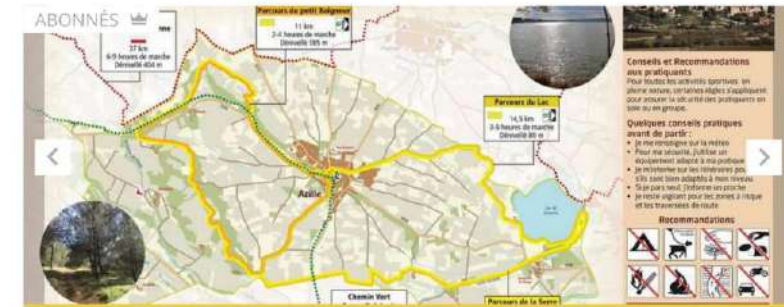 ABONNÉS
37 km
6-9 heures de marche
Dénivelé 404 m
Parcours du petit Baigneur
11 km
2-4 heures de marche
Dénivelé 185 m
Parcours du Lac
14,5 km
3-5 heures de marche
Dénivelé 89 m
Azille
Chemin Vert
Parcours de la Serre
Conseils et Recommandations
aux pratiquants
Pour toutes les activités sportives en
pleine nature, certaines règles s'appliquent
pour assurer la sécurité des pratiquants en
solo ou en groupe.
Quelques conseils pratiques
avant de partir :
• Je me renseigne sur la météo
• Pour ma sécurité, j'utilise un
équipement adapté à ma pratique
• Je m'informe sur les itinéraires pour
s'ils sont bien adaptés à mon niveau
• Si je pars seul, j'informe un proche
• Je reste vigilant pour les zones à risque
et les traversées de route
Recommandations